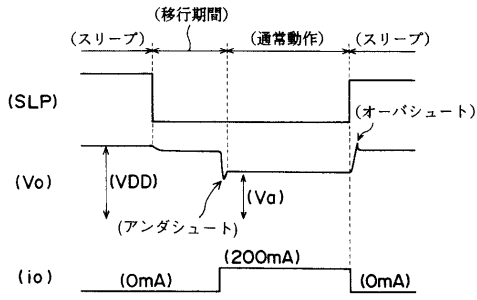 (移行期間)
(スリープ) (通常動作) (スリープ)
(SLP)
(オーバシュート)
(Vo) (VDD) (Va)
(アンダシュート)
(io) (0mA) (200mA) (0mA)